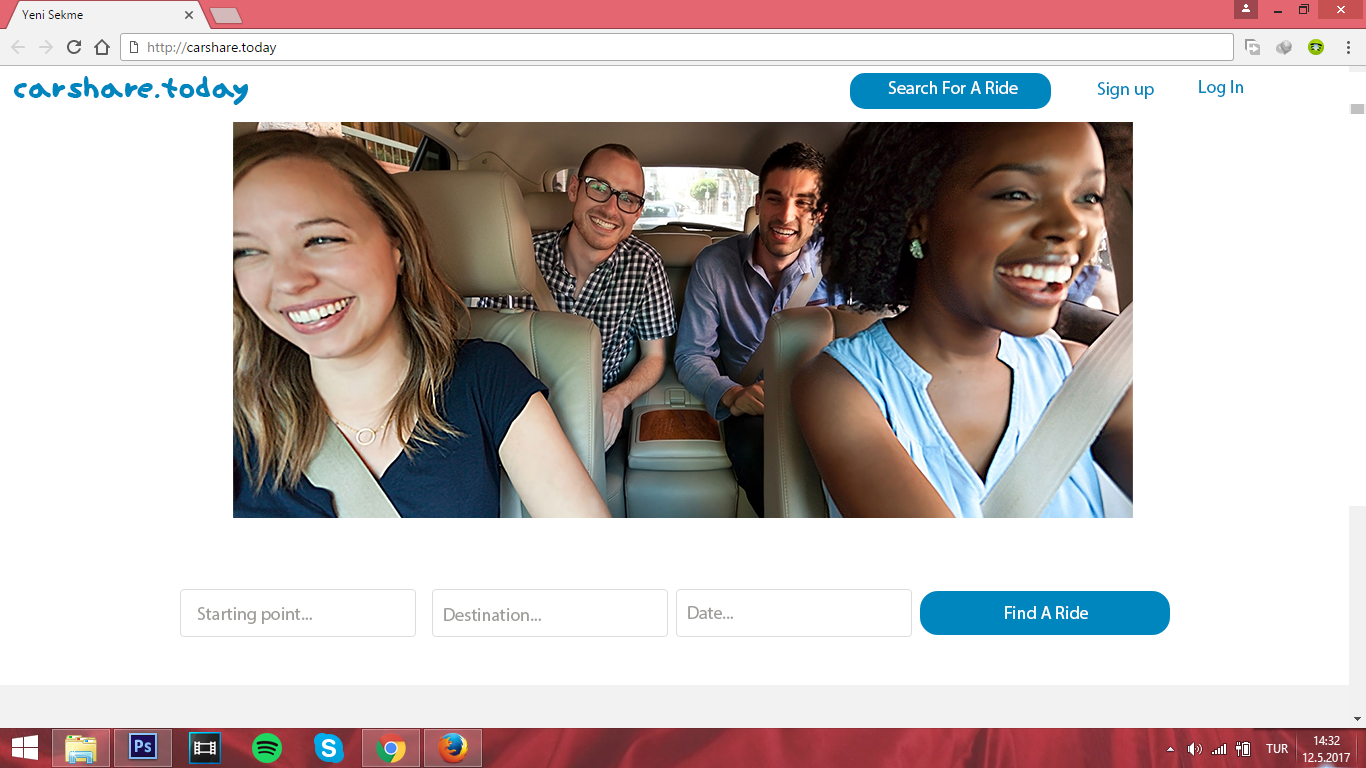 Yeni Sekme
http://carshare.today
carshare.today
Search For A Ride
Sign up
Log In
Starting point...
Destination...
Date...
Find A Ride
Ps
TUR
14:32
12.5.2017